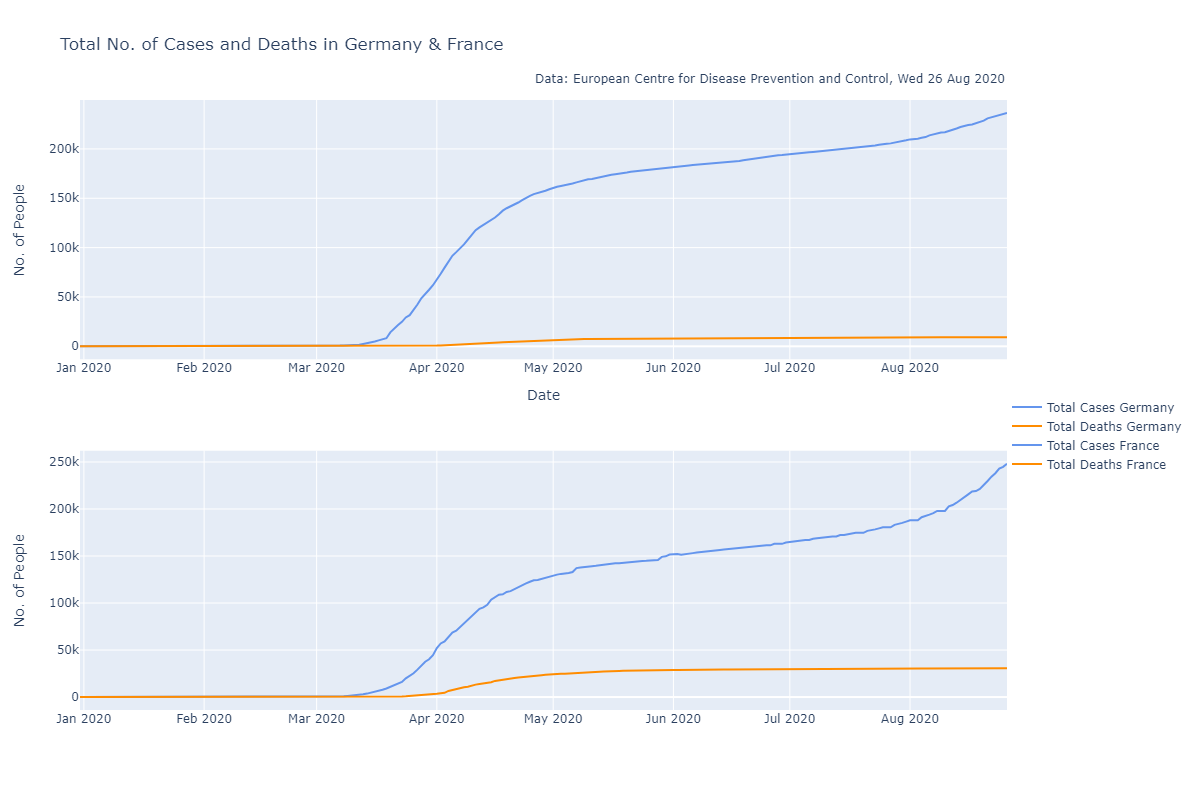 Total No. of Cases and Deaths in Germany & France
Data: European Centre for Disease Prevention and Control, Wed 26 Aug 2020
No. of People
200k
150k
100k
50k
0
Jan 2020 Feb 2020 Mar 2020 Apr 2020 May 2020 Jun 2020 Jul 2020 Aug 2020
Date
Total Cases Germany
Total Deaths Germany
Total Cases France
Total Deaths France
No. of People
250k
200k
150k
100k
50k
0
Jan 2020 Feb 2020 Mar 2020 Apr 2020 May 2020 Jun 2020 Jul 2020 Aug 2020